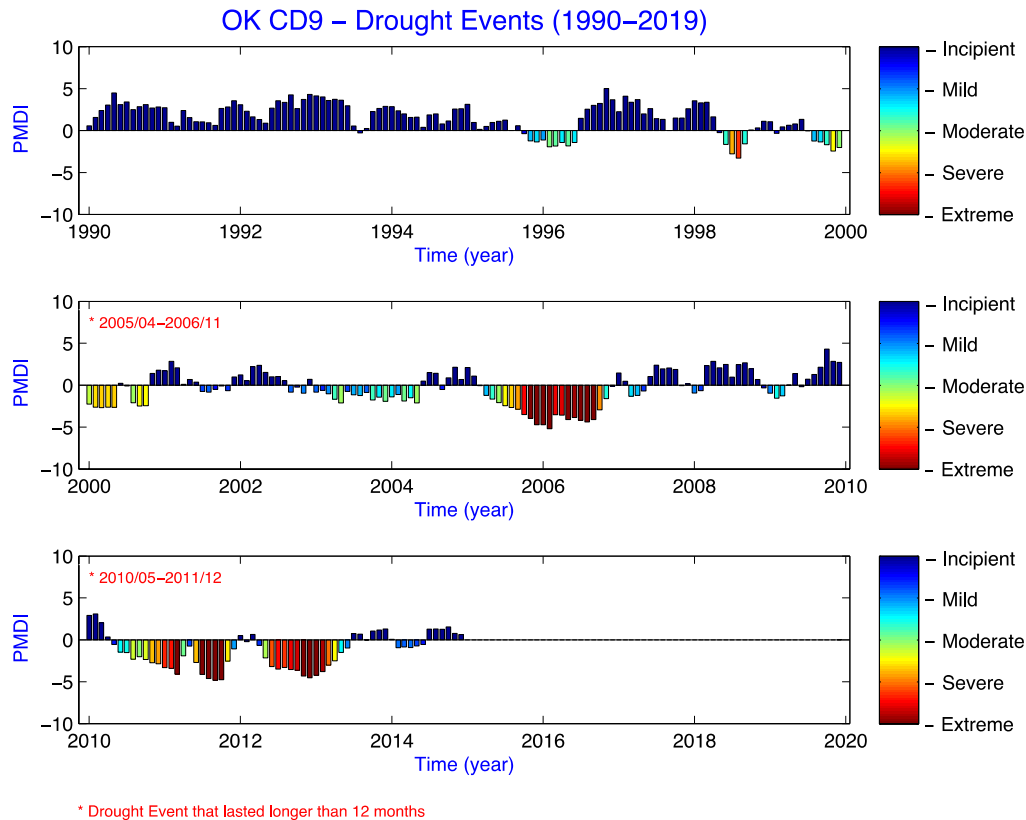 OK CD9 − Drought Events (1990−2019)
10
5
0
−5
−10
PMDI
1990
1992
1994
1996
1998
2000
Time (year)
− Incipient
− Mild
− Moderate
− Severe
− Extreme
10
5
0
−5
−10
PMDI
* 2005/04−2006/11
2000
2002
2004
2006
2008
2010
Time (year)
− Incipient
− Mild
− Moderate
− Severe
− Extreme
10
5
0
−5
−10
PMDI
* 2010/05−2011/12
2010
2012
2014
2016
2018
2020
Time (year)
− Incipient
− Mild
− Moderate
− Severe
− Extreme
* Drought Event that lasted longer than 12 months